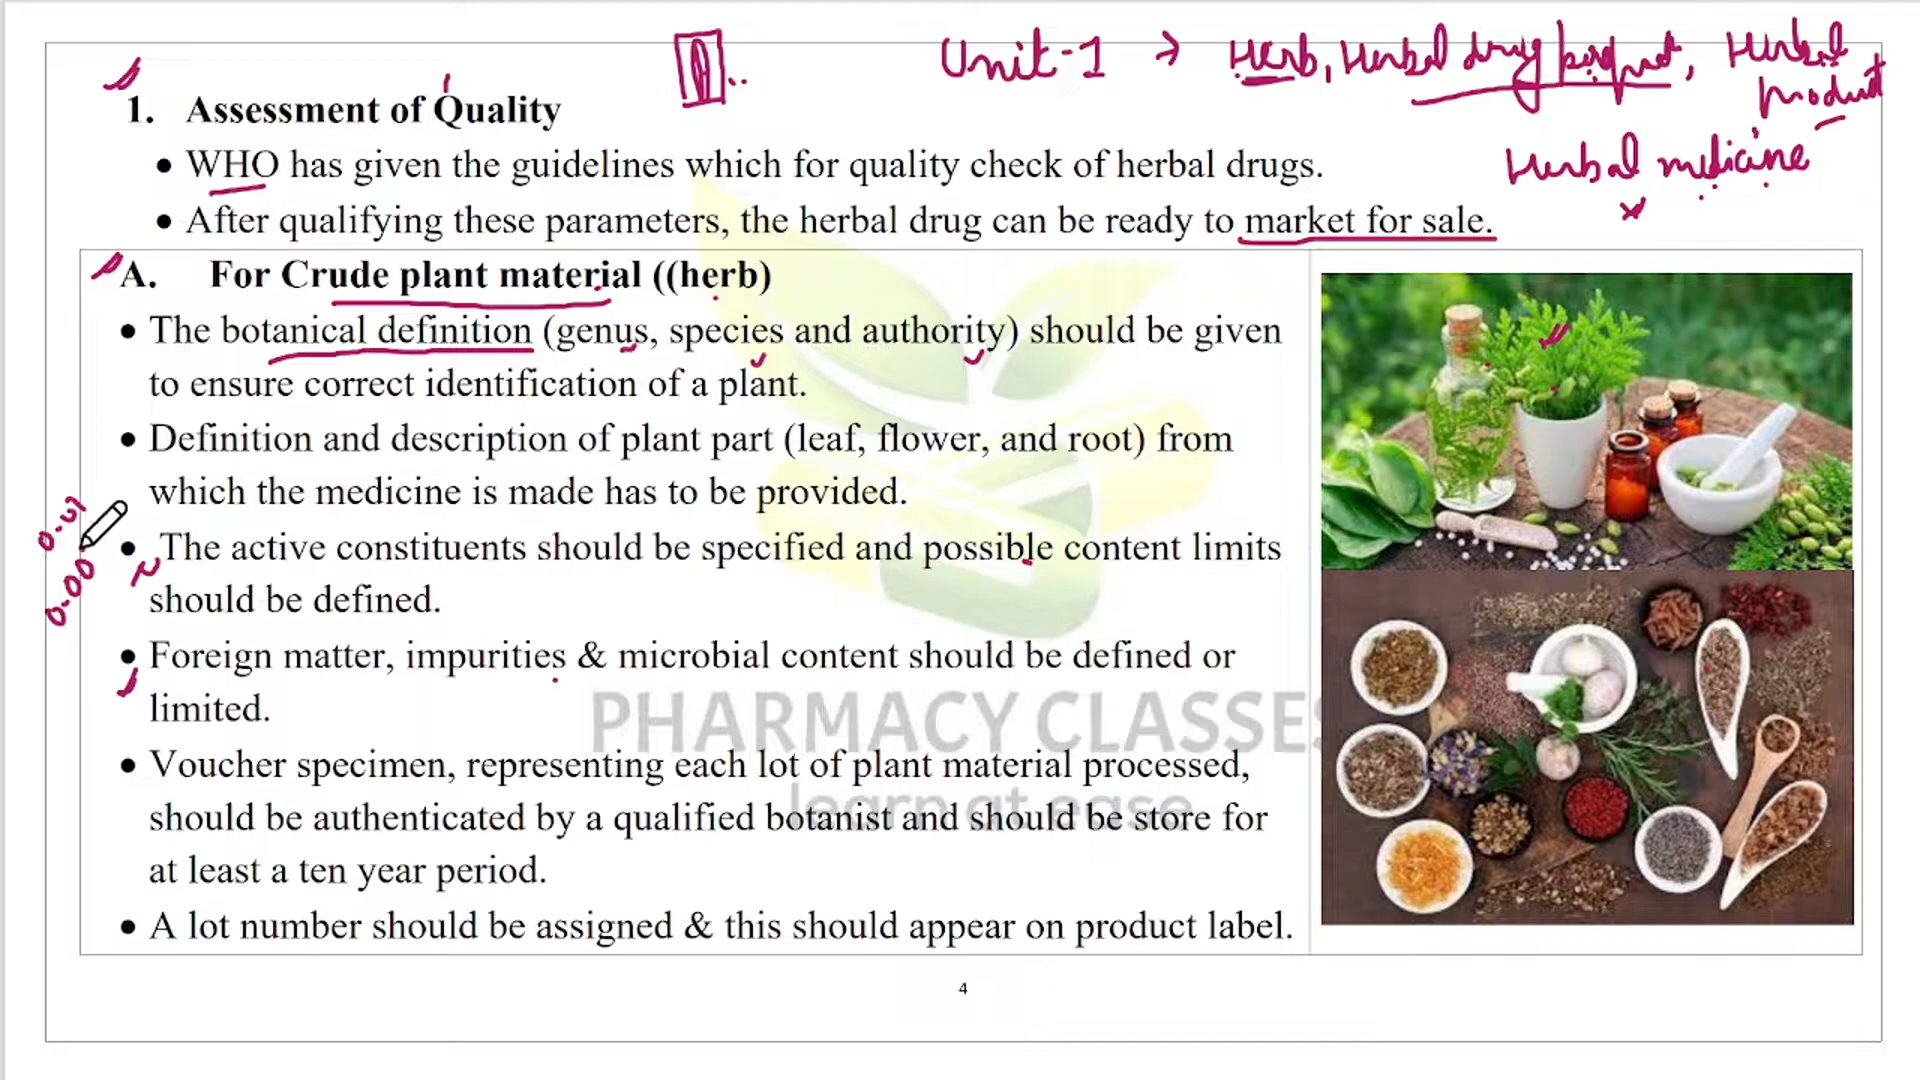 Unit-1 → Herb, Herbal drug
Herbal
product
Herbal medicine
1. Assessment of Quality
• WHO has given the guidelines which for quality check of herbal drugs.
• After qualifying these parameters, the herbal drug can be ready to market for sale.
A. For Crude plant material ((herb)
• The botanical definition (genus, species and authority) should be given
to ensure correct identification of a plant.
• Definition and description of plant part (leaf, flower, and root) from
which the medicine is made has to be provided.
• The active constituents should be specified and possible content limits
should be defined.
• Foreign matter, impurities & microbial content should be defined or
limited.
• Voucher specimen, representing each lot of plant material processed,
should be authenticated by a qualified botanist and should be store for
at least a ten year period.
• A lot number should be assigned & this should appear on product label.
PHARMACY CLASSES
learn at ease
4